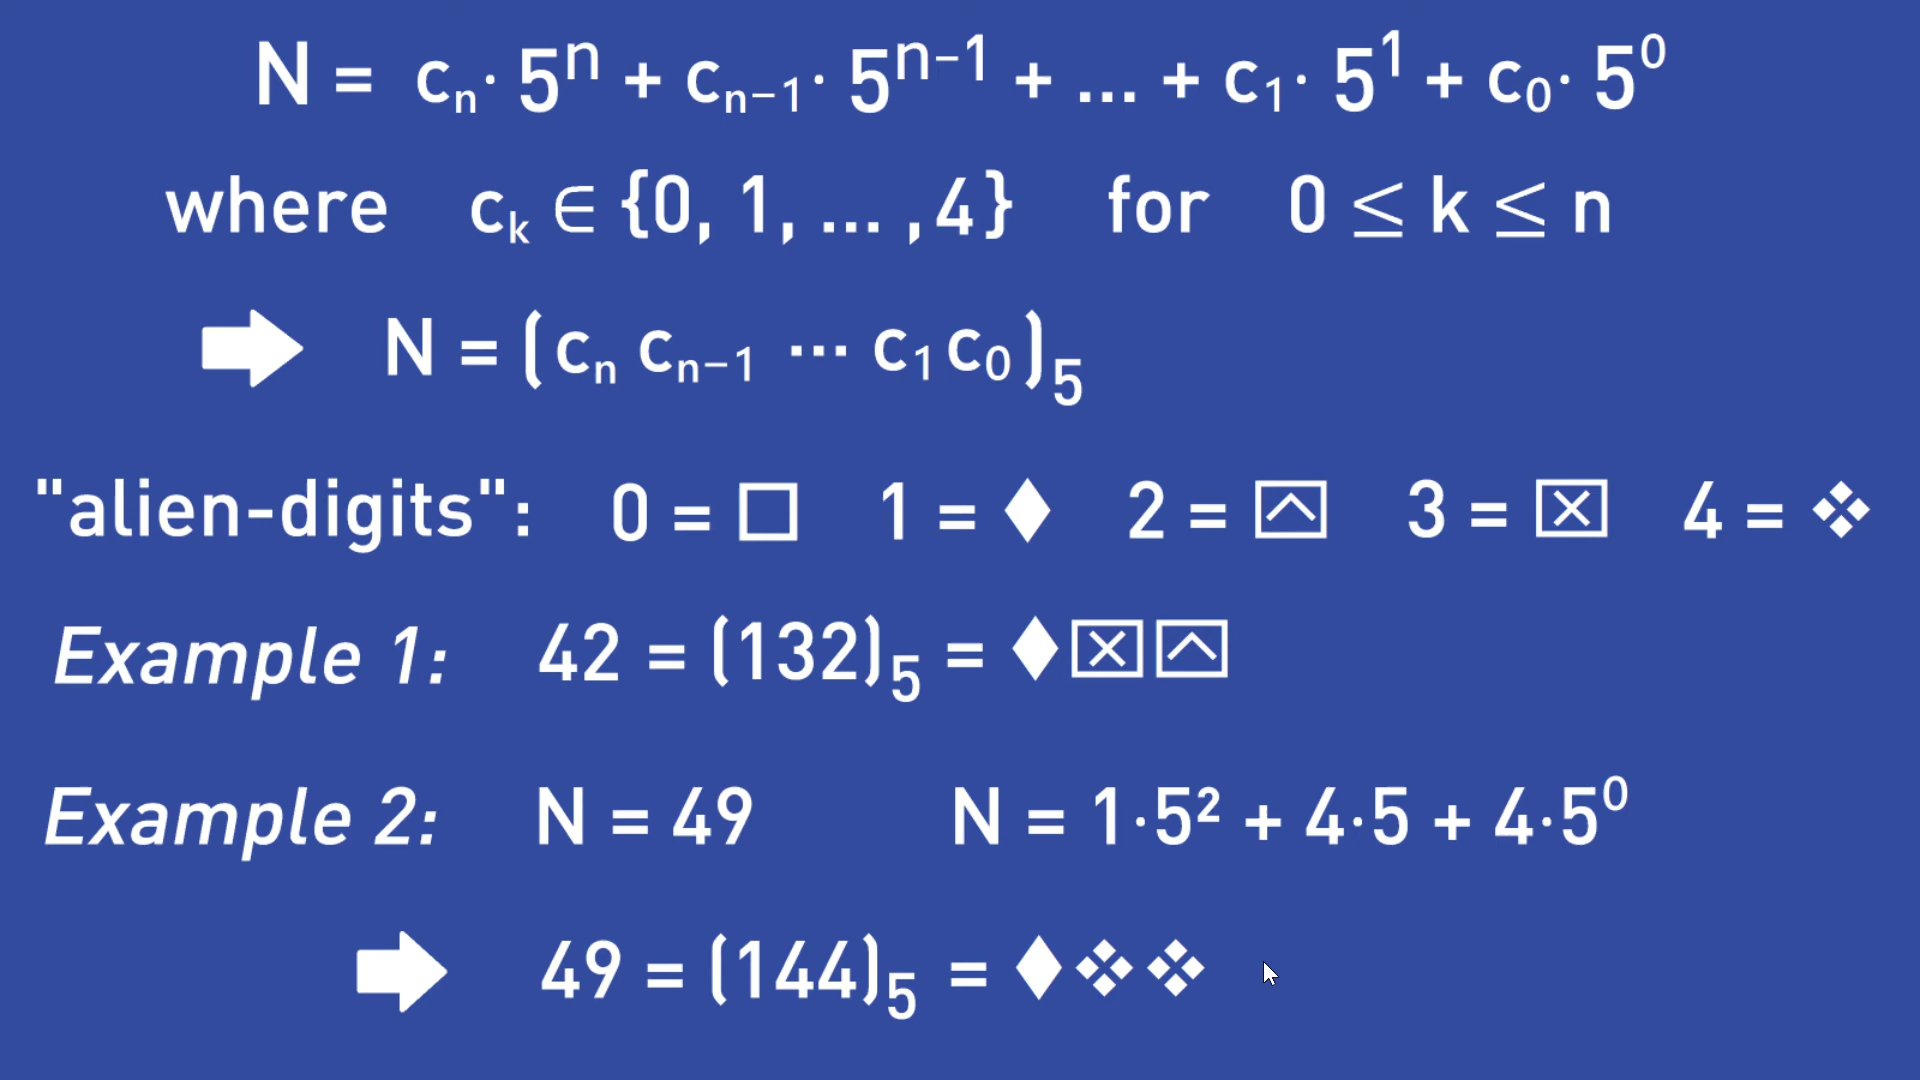 N = cₙ· 5ⁿ + cₙ₋₁· 5ⁿ⁻¹ + ... + c₁· 5¹ + c₀· 5⁰
where cₖ ∈ {0, 1, ... ,4} for 0 ≤ k ≤ n
➡ N = (cₙ cₙ₋₁ ⋯ c₁c₀)₅
"alien-digits": 0 = □ 1 = ♦ 2 = ⍓ 3 = ⌧ 4 = ❖
Example 1: 42 = (132)₅ = ♦⌧⍓
Example 2: N = 49 N = 1·5² + 4·5 + 4·5⁰
➡ 49 = (144)₅ = ♦❖❖